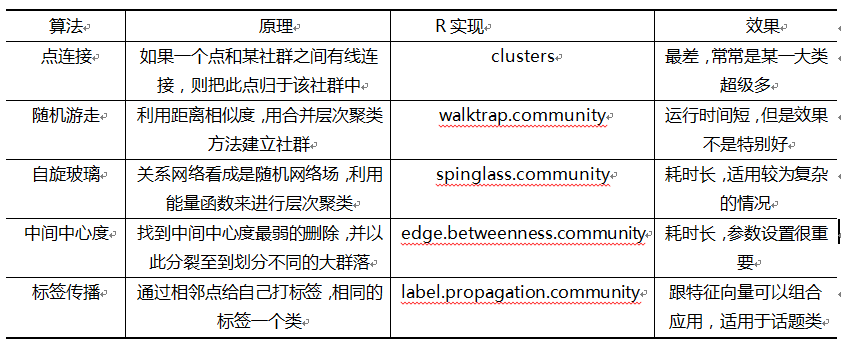 算法 原理 R 实现 效果
点连接 如果一个点和某社群之间有线连接，则把此点归于该社群中 clusters 最差，常常是某一大类超级多
随机游走 利用距离相似度，用合并层次聚类方法建立社群 walktrap.community 运行时间短，但是效果不是特别好
自旋玻璃 关系网络看成是随机网络场，利用能量函数来进行层次聚类 spinglass.community 耗时长，适用较为复杂的情况
中间中心度 找到中间中心度最弱的删除，并以此分裂至到划分不同的大群落 edge.betweenness.community 耗时长，参数设置很重要
标签传播 通过相邻点给自己打标签，相同的标签一个类 label.propagation.community 跟特征向量可以组合应用，适用于话题类